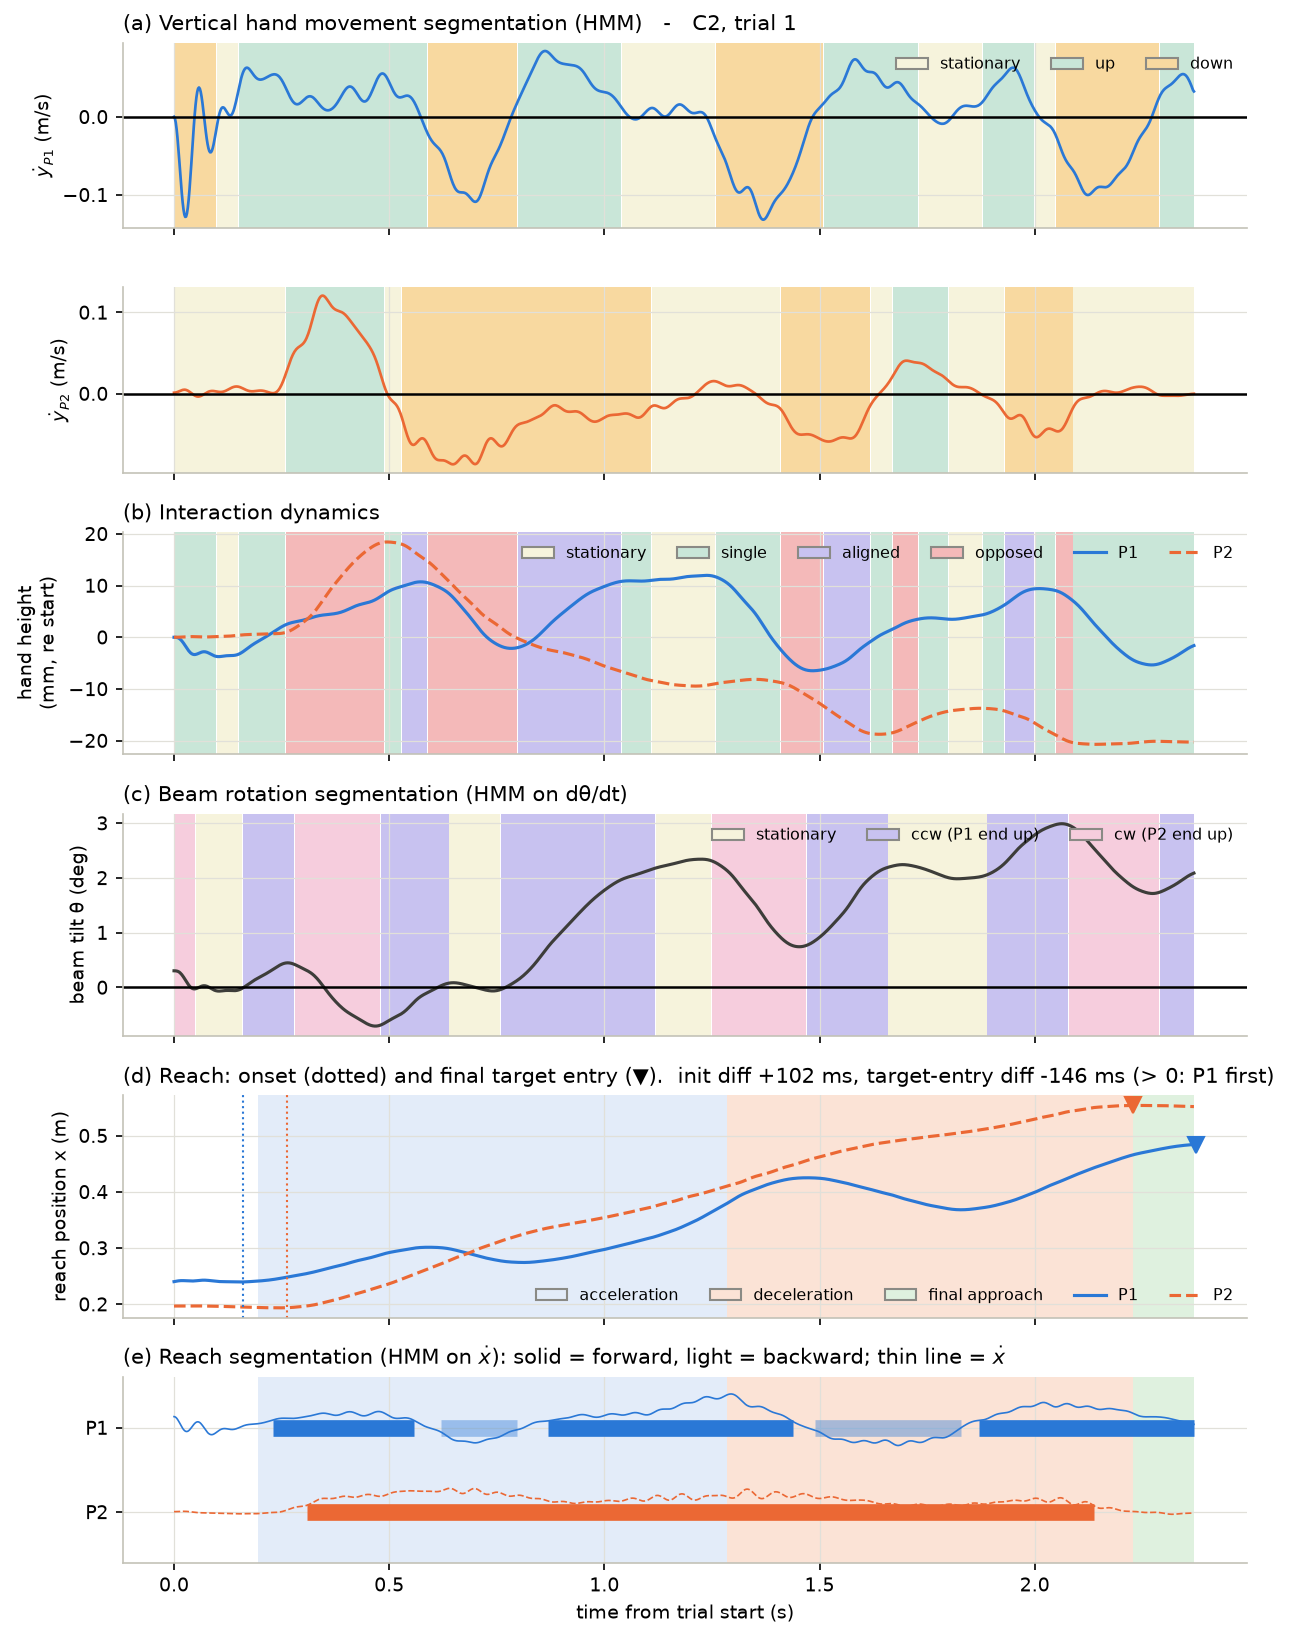 (a) Vertical hand movement segmentation (HMM)   -   C2, trial 1
stationary up down
ẏP1 (m/s)
0.0
−0.1
ẏP2 (m/s)
0.1
0.0
(b) Interaction dynamics
stationary single aligned opposed P1 P2
hand height
(mm, re start)
20
10
0
−10
−20
(c) Beam rotation segmentation (HMM on dθ/dt)
stationary ccw (P1 end up) cw (P2 end up)
beam tilt θ (deg)
3
2
1
0
(d) Reach: onset (dotted) and final target entry (▼).  init diff +102 ms, target-entry diff -146 ms (> 0: P1 first)
reach position x (m)
0.5
0.4
0.3
0.2
acceleration deceleration final approach P1 P2
(e) Reach segmentation (HMM on ẋ): solid = forward, light = backward; thin line = ẋ
P1
P2
0.0 0.5 1.0 1.5 2.0
time from trial start (s)